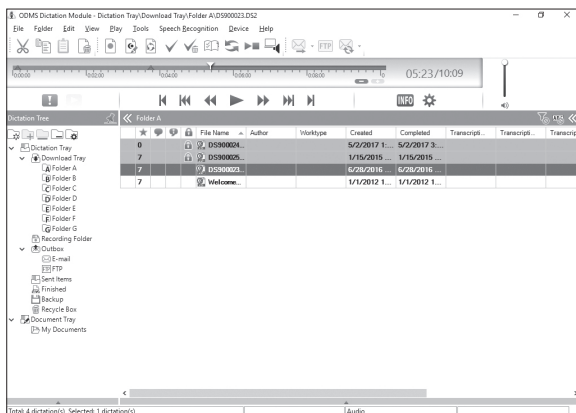 ODMS Dictation Module - Dictation Tray\Download Tray\Folder A\DS900023.DS2
File Folder Edit View Play Tools Speech Recognition Device Help
FTP
0:00:00 0:02:00 0:04:00 0:06:00 0:08:00 05:23/10:09
INFO
Dictation Tree Folder A
File Name Author Worktype Created Completed Transcripti... Transcripti... Transcrip
0 DS900024... 5/2/2017 1:... 5/2/2017 3:...
7 DS900025... 1/15/2015 ... 1/15/2015 ...
7 DS900023... 6/28/2016 ... 6/28/2016 ...
7 Welcome... 1/1/2012 1... 1/1/2012 1...
Dictation Tray
Download Tray
A Folder A
B Folder B
C Folder C
D Folder D
E Folder E
F Folder F
G Folder G
Recording Folder
Outbox
E-mail
FTP FTP
Sent Items
Finished
Backup
Recycle Box
Document Tray
My Documents
Total: 4 dictation(s) Selected: 1 dictation(s) Audio